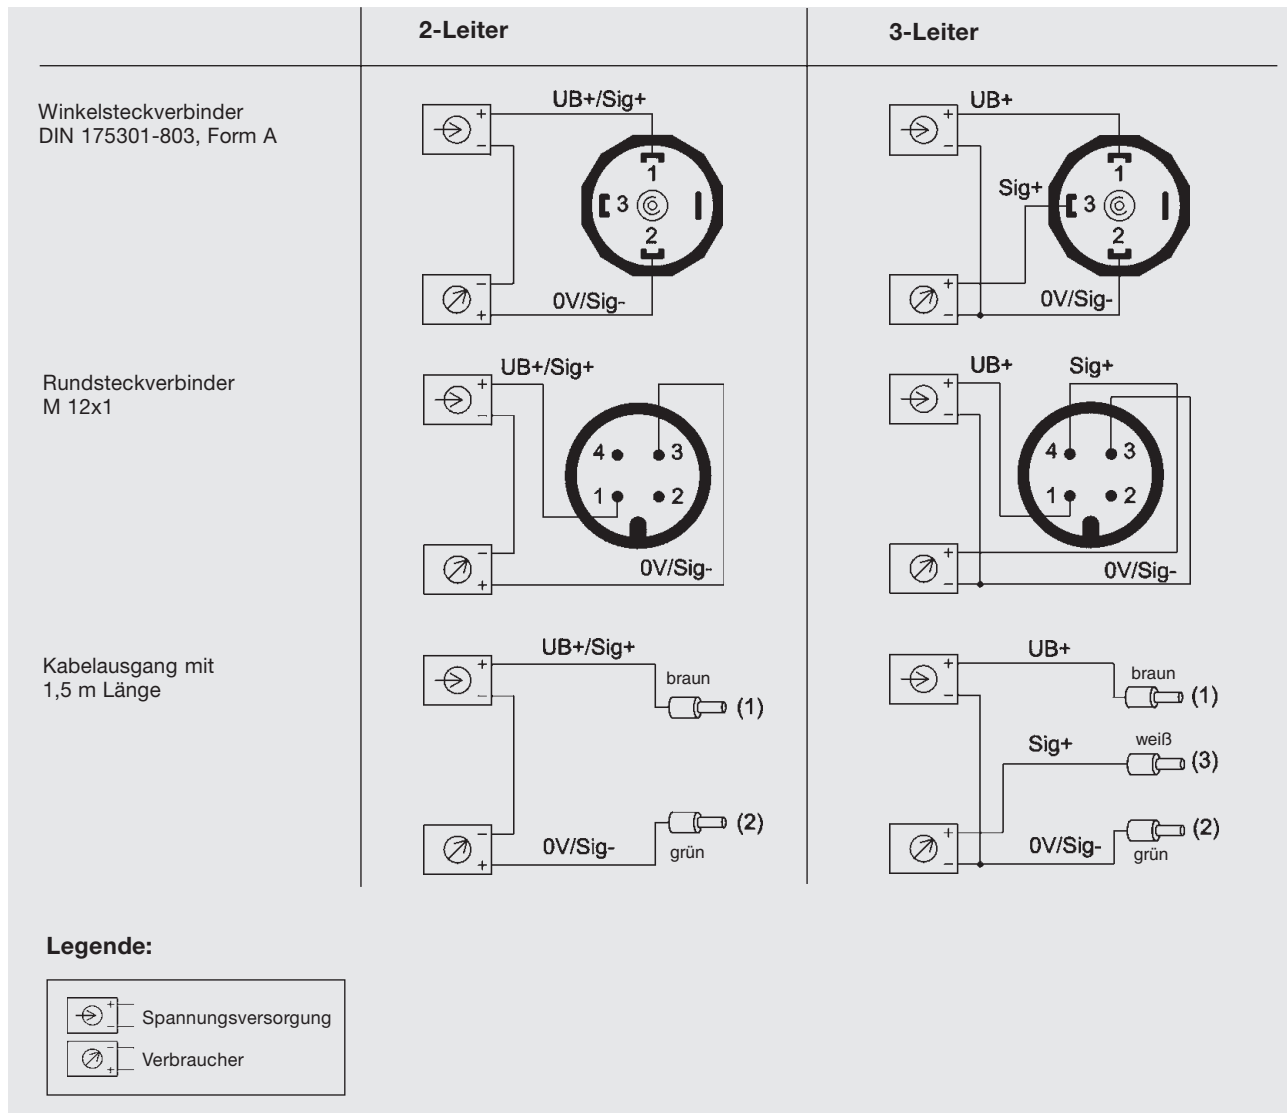 2-Leiter
3-Leiter
Winkelsteckverbinder
DIN 175301-803, Form A
UB+/Sig+
+
−
1
3
2
−
+
0V/Sig-
UB+
+
−
Sig+
1
3
2
+
−
0V/Sig-
Rundsteckverbinder
M 12x1
UB+/Sig+
+
−
4
3
1
2
−
+
0V/Sig-
UB+
Sig+
+
−
4
3
1
2
+
−
0V/Sig-
Kabelausgang mit
1,5 m Länge
UB+/Sig+
+
−
braun
(1)
−
+
0V/Sig-
(2)
grün
UB+
+
−
braun
(1)
Sig+
weiß
(3)
+
−
0V/Sig-
(2)
grün
Legende:
+
−
Spannungsversorgung
−
+
Verbraucher